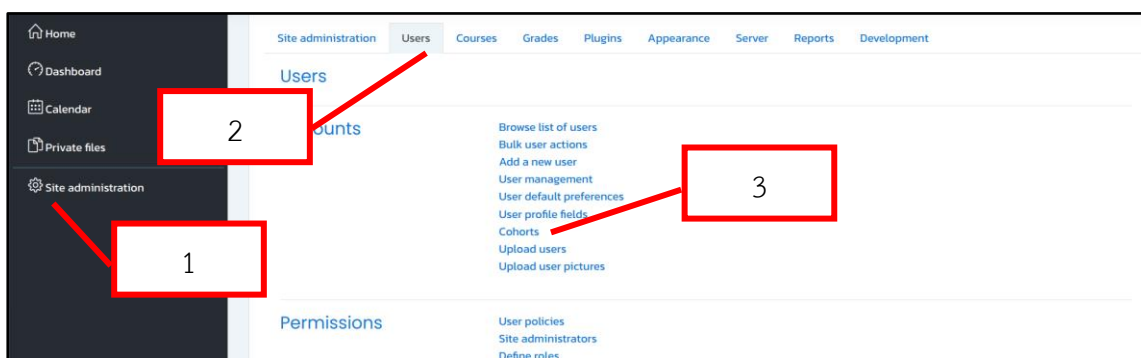 Home
Dashboard
Calendar
Private files
Site administration
Site administration Users Courses Grades Plugins Appearance Server Reports Development
Users
2
ounts
Browse list of users
Bulk user actions
Add a new user
User management
User default preferences
User profile fields
Cohorts
Upload users
Upload user pictures
3
1
Permissions
User policies
Site administrators
Define roles